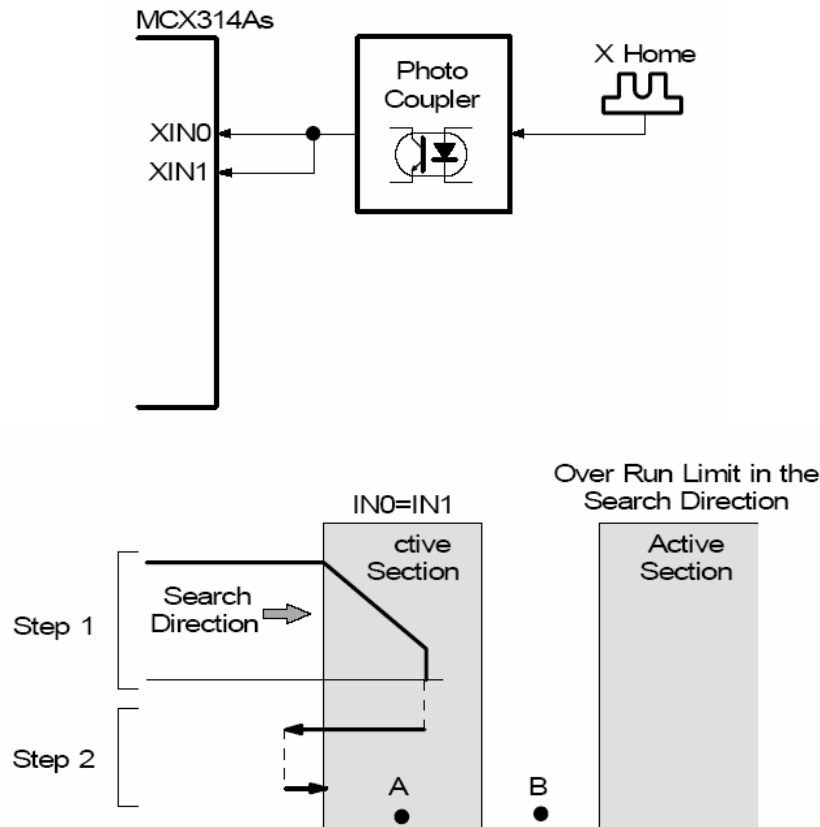 MCX314As
Photo
Coupler
X Home
XIN0
XIN1
Over Run Limit in the
Search Direction
IN0=IN1
ctive
Section
Active
Section
Search
Direction
Step 1
Step 2
A
B